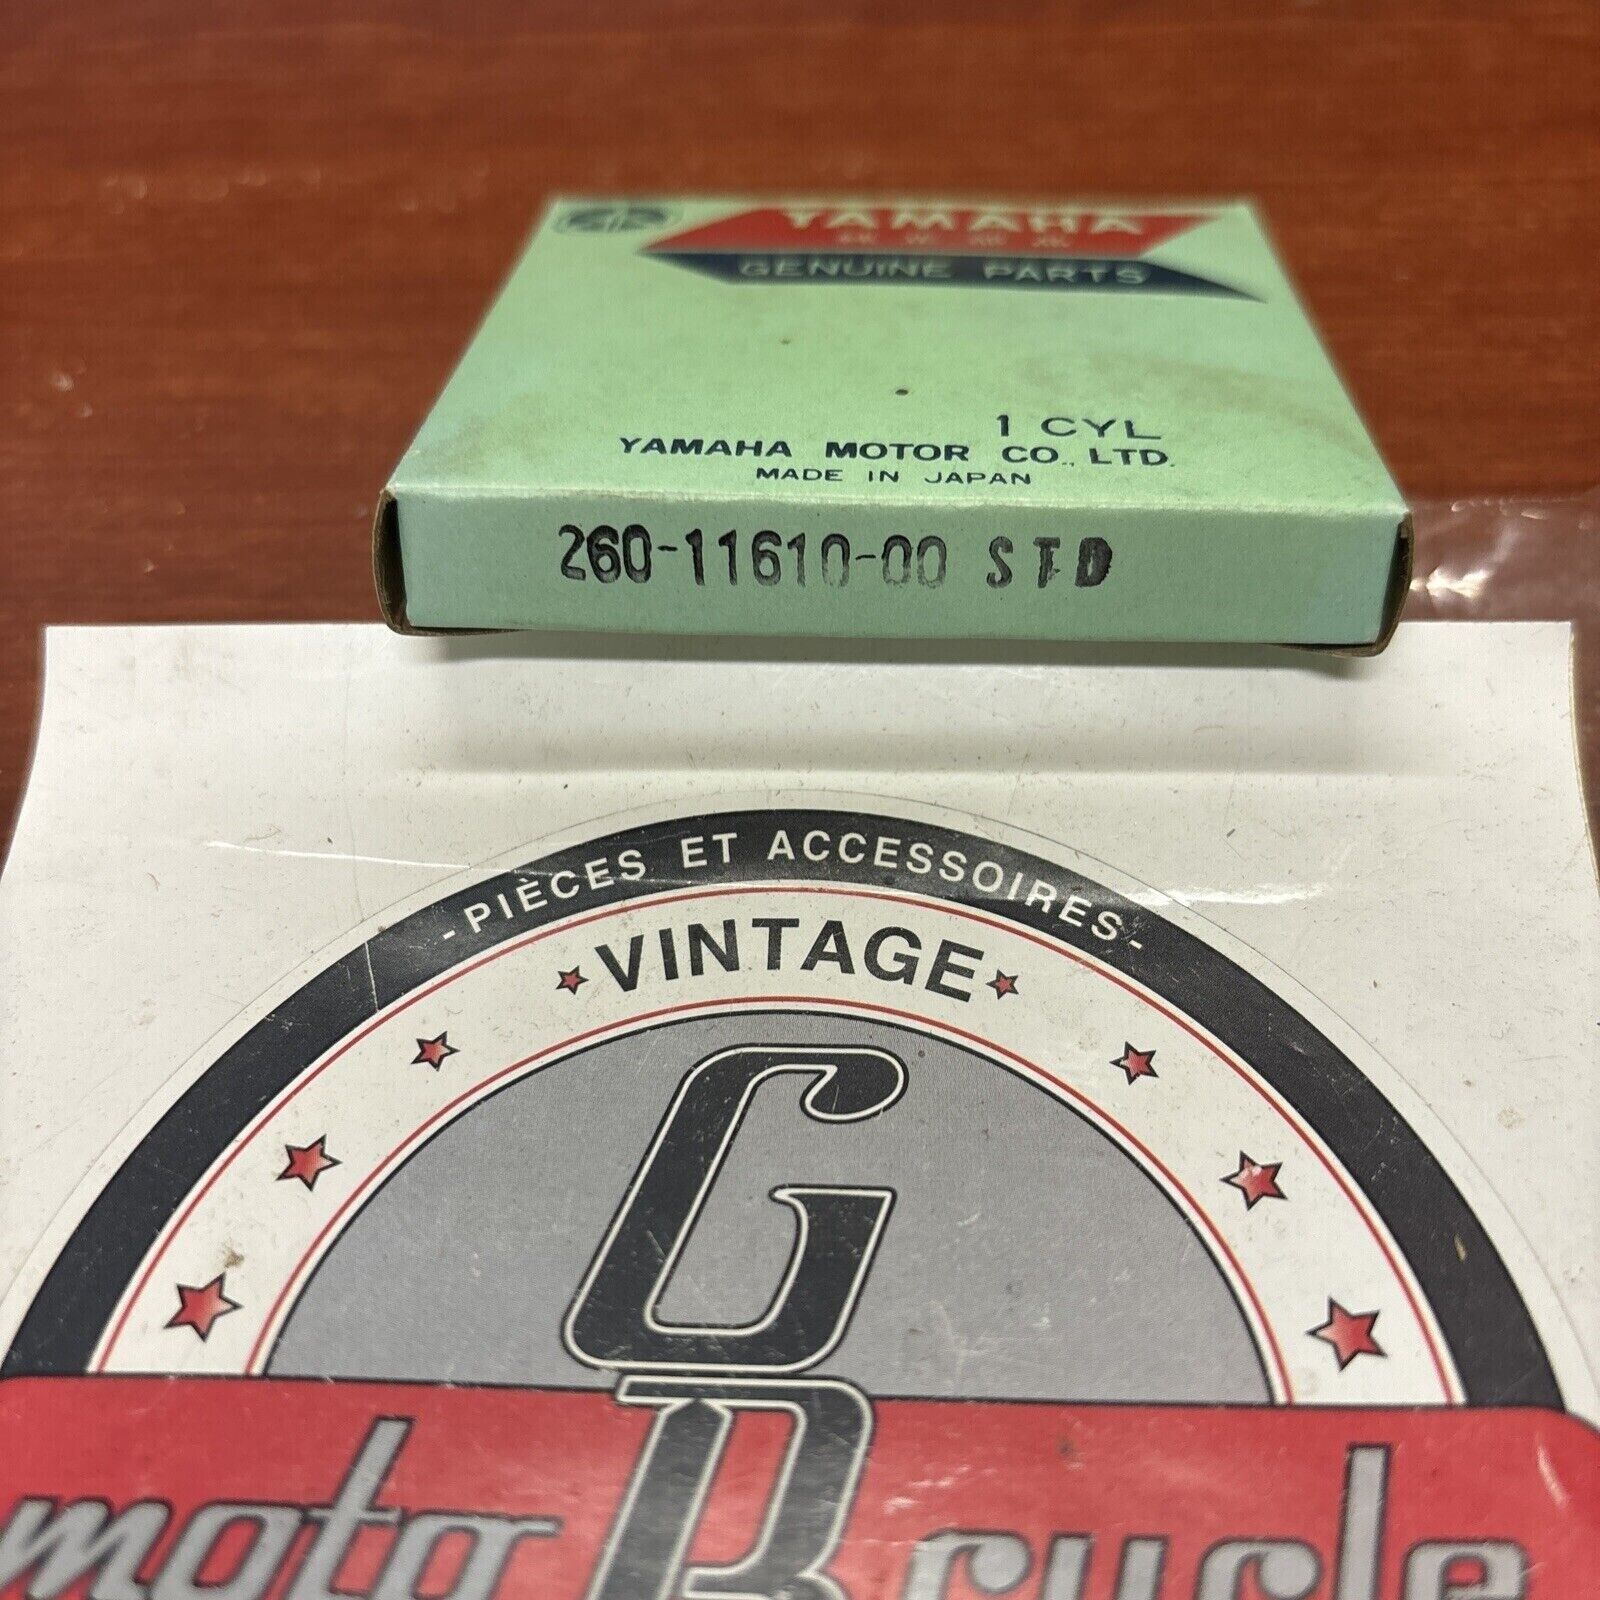 YAMAHA
GENUINE PARTS
1 CYL
YAMAHA MOTOR CO., LTD.
MADE IN JAPAN
260-11610-00 STD
-PIÈCES ET ACCESSOIRES-
VINTAGE
G
B
moto